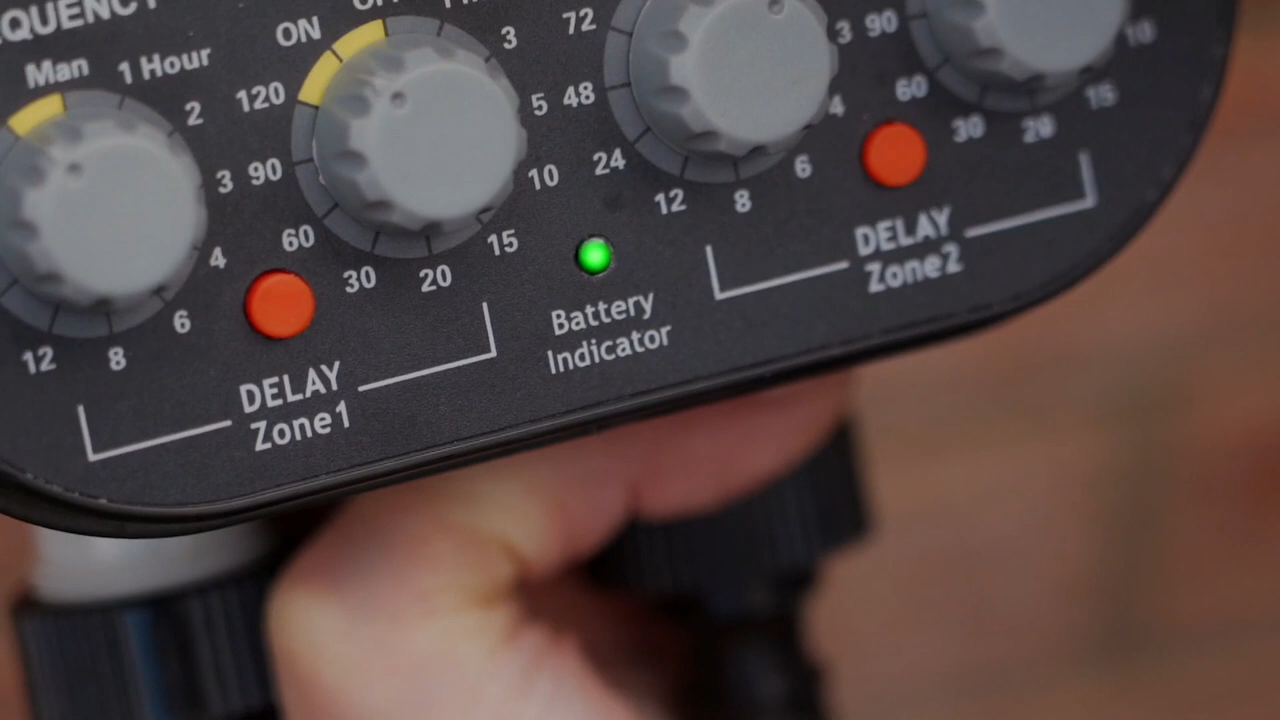 Man 1 Hour 2 3 4 6 8 12
ON 3 5 10 15 20 30 60 90 120
72 48 24 12 8 6 4 3
90 60 30 20 15 10
DELAY
Zone1
Battery
Indicator
DELAY
Zone2